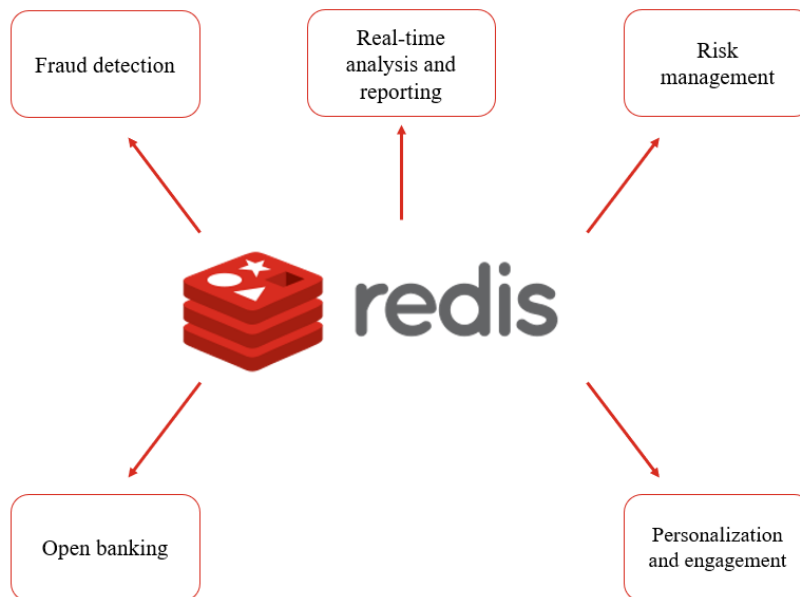 Fraud detection
Real-time
analysis and
reporting
Risk
management
redis
Open banking
Personalization
and engagement